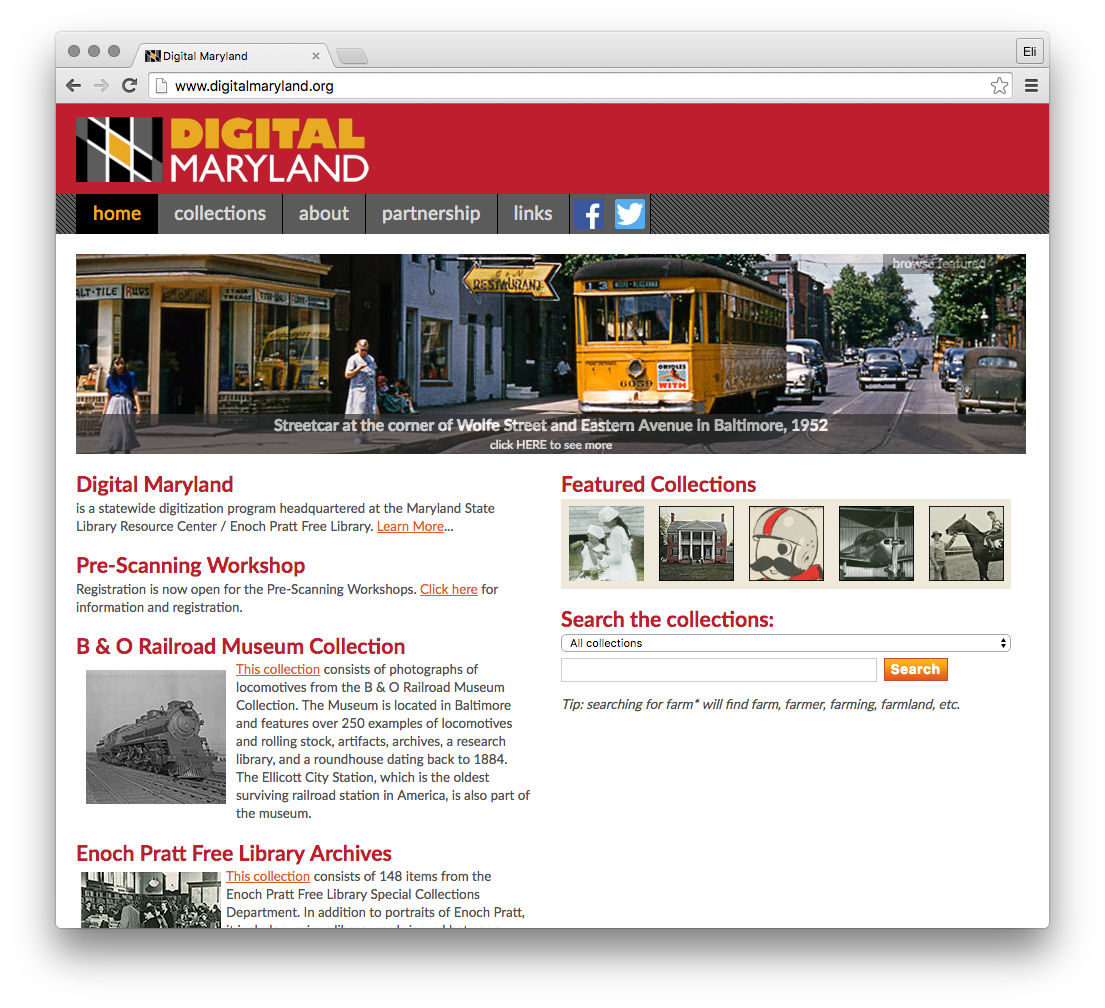 Digital Maryland
Eli
www.digitalmaryland.org
DIGITAL
MARYLAND
home collections about partnership links
browse featured
ALT-TILE RUGS
RESTAURANT
13
ORIOLES
WITH
6059
Streetcar at the corner of Wolfe Street and Eastern Avenue in Baltimore, 1952
click HERE to see more
Digital Maryland
is a statewide digitization program headquartered at the Maryland State
Library Resource Center / Enoch Pratt Free Library. Learn More...
Pre-Scanning Workshop
Registration is now open for the Pre-Scanning Workshops. Click here for
information and registration.
B & O Railroad Museum Collection
This collection consists of photographs of
locomotives from the B & O Railroad Museum
Collection. The Museum is located in Baltimore
and features over 250 examples of locomotives
and rolling stock, artifacts, archives, a research
library, and a roundhouse dating back to 1884.
The Ellicott City Station, which is the oldest
surviving railroad station in America, is also part of
the museum.
Enoch Pratt Free Library Archives
This collection consists of 148 items from the
Enoch Pratt Free Library Special Collections
Department. In addition to portraits of Enoch Pratt,
Featured Collections
Search the collections:
All collections
Search
Tip: searching for farm* will find farm, farmer, farming, farmland, etc.